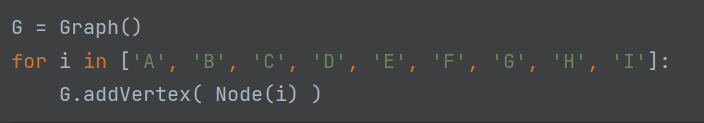 G = Graph()
for i in ['A', 'B', 'C', 'D', 'E', 'F', 'G', 'H', 'I']:
    G.addVertex( Node(i) )